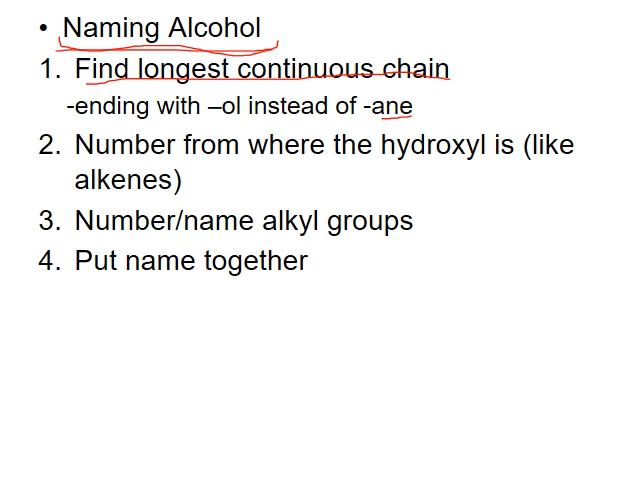 • Naming Alcohol
1. Find longest continuous chain
-ending with –ol instead of -ane
2. Number from where the hydroxyl is (like
alkenes)
3. Number/name alkyl groups
4. Put name together